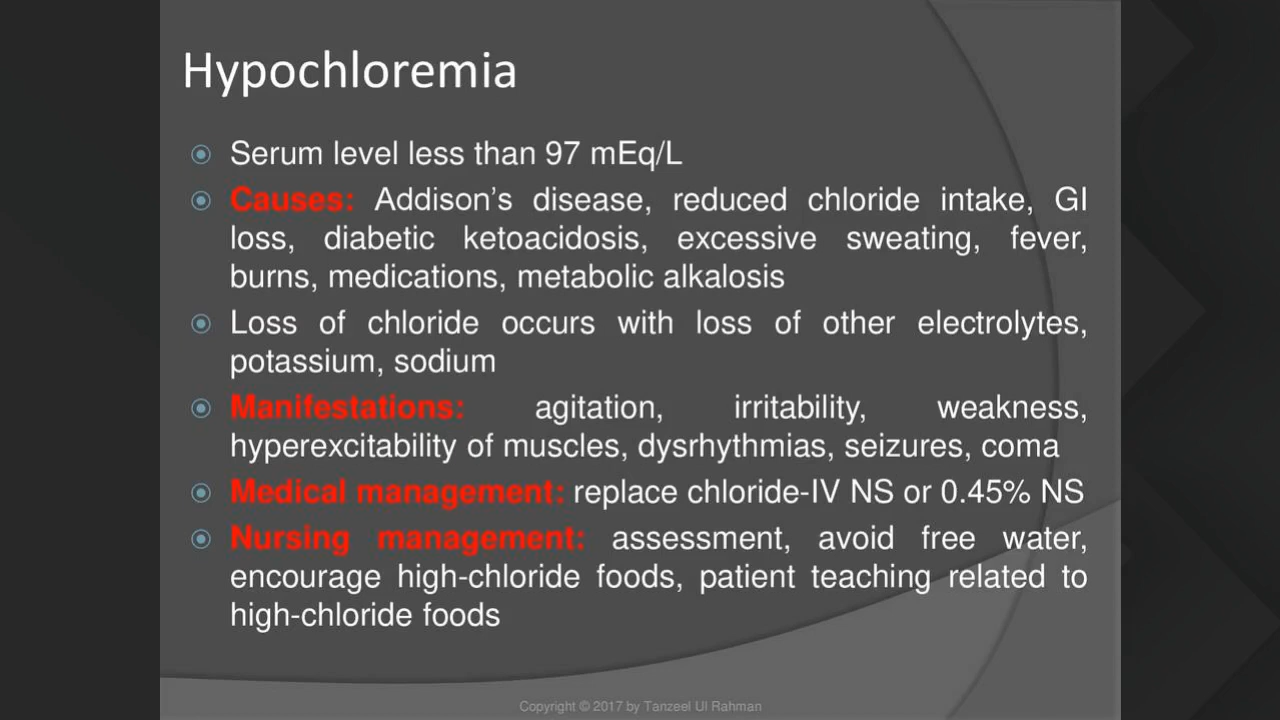 Hypochloremia
Serum level less than 97 mEq/L
Causes: Addison’s disease, reduced chloride intake, GI
loss, diabetic ketoacidosis, excessive sweating, fever,
burns, medications, metabolic alkalosis
Loss of chloride occurs with loss of other electrolytes,
potassium, sodium
Manifestations: agitation, irritability, weakness,
hyperexcitability of muscles, dysrhythmias, seizures, coma
Medical management: replace chloride-IV NS or 0.45% NS
Nursing management: assessment, avoid free water,
encourage high-chloride foods, patient teaching related to
high-chloride foods
Copyright © 2017 by Tanzeel Ul Rahman